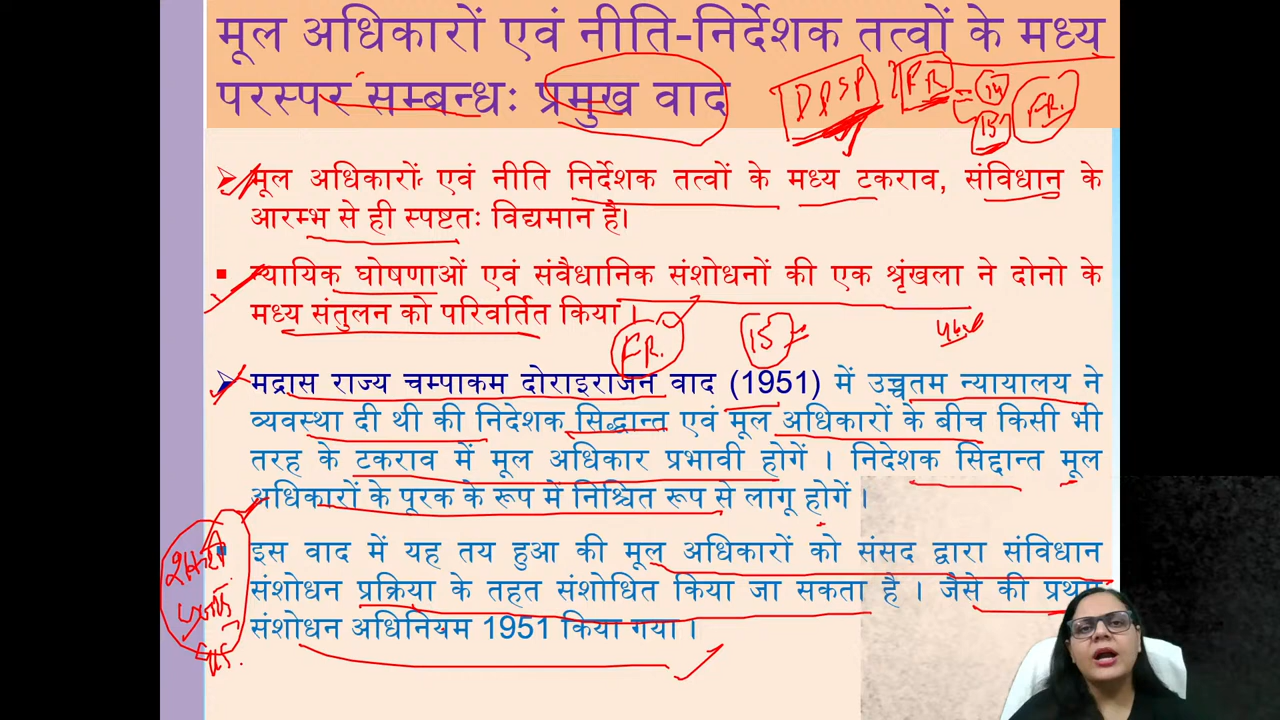 मूल अधिकारों एवं नीति-निर्देशक तत्वों के मध्य
परस्पर सम्बन्धः प्रमुख वाद
DPSP
FR
14
15
F.R.
मूल अधिकारों एवं नीति निर्देशक तत्वों के मध्य टकराव, संविधान के
आरम्भ से ही स्पष्टतः विद्यमान है।
न्यायिक घोषणाओं एवं संवैधानिक संशोधनों की एक श्रृंखला ने दोनो के
मध्य संतुलन को परिवर्तित किया ।
F.R.
15
मद्रास राज्य चम्पाकम दोराइराजन वाद (1951) में उच्चतम न्यायालय ने
व्यवस्था दी थी की निदेशक सिद्धान्त एवं मूल अधिकारों के बीच किसी भी
तरह के टकराव में मूल अधिकार प्रभावी होगें । निदेशक सिद्दान्त मूल
अधिकारों के पूरक के रूप में निश्चित रूप से लागू होगें ।
इस वाद में यह तय हुआ की मूल अधिकारों को संसद द्वारा संविधान
संशोधन प्रक्रिया के तहत संशोधित किया जा सकता है । जैसे की प्रथम
संशोधन अधिनियम 1951 किया गया ।